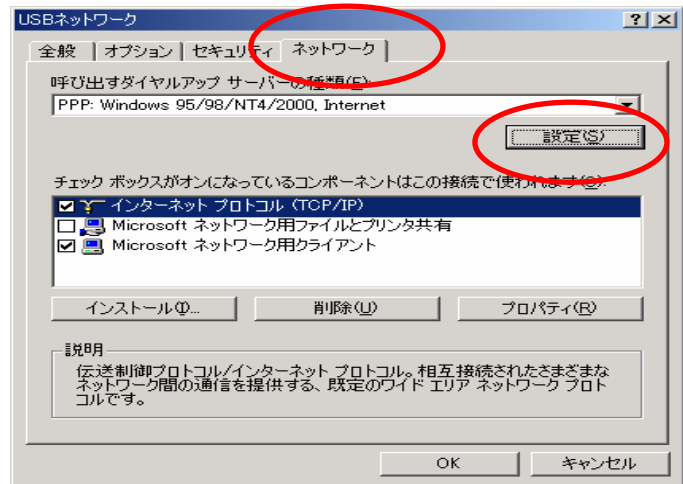 USBネットワーク
全般 オプション セキュリティ ネットワーク
呼び出すダイヤルアップ サーバーの種類(E):
PPP: Windows 95/98/NT4/2000, Internet
設定(S)
チェック ボックスがオンになっているコンポーネントはこの接続で使われます(O):
インターネット プロトコル (TCP/IP)
Microsoft ネットワーク用ファイルとプリンタ共有
Microsoft ネットワーク用クライアント
インストール(I)... 削除(U) プロパティ(R)
説明
伝送制御プロトコル/インターネット プロトコル。相互接続されたさまざまな
ネットワーク間の通信を提供する、既定のワイド エリア ネットワーク プロト
コルです。
OK キャンセル